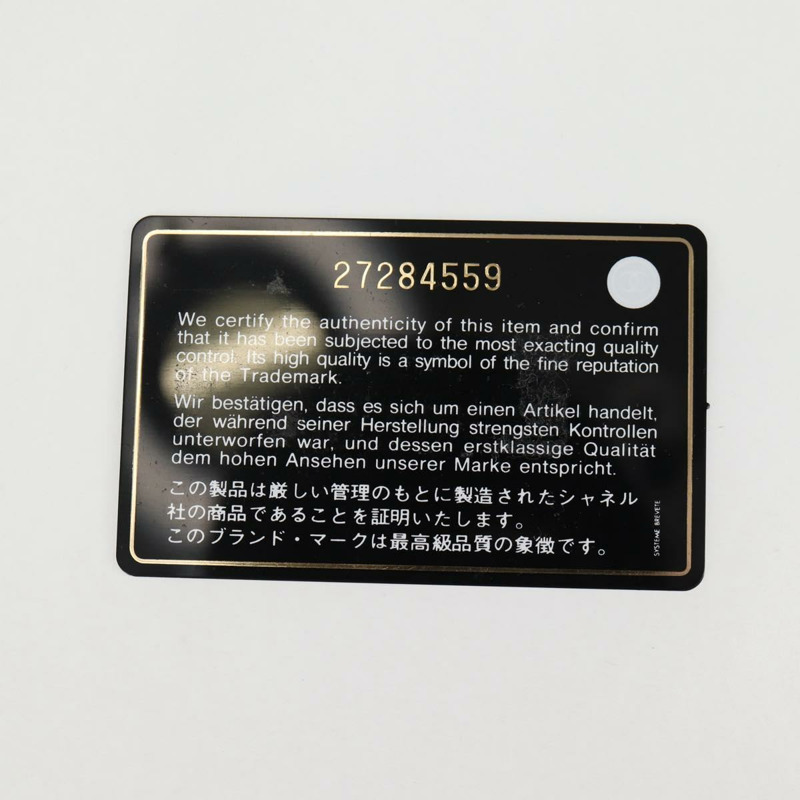 27284559
We certify the authenticity of this item and confirm
that it has been subjected to the most exacting quality
control. Its high quality is a symbol of the fine reputation
of the Trademark.
Wir bestätigen, dass es sich um einen Artikel handelt,
der während seiner Herstellung strengsten Kontrollen
unterworfen war, und dessen erstklassige Qualität
dem hohen Ansehen unserer Marke entspricht.
この製品は厳しい管理のもとに製造されたシャネル
社の商品であることを証明いたします。
このブランド・マークは最高級品質の象徴です。
SYSTEME BREVETE